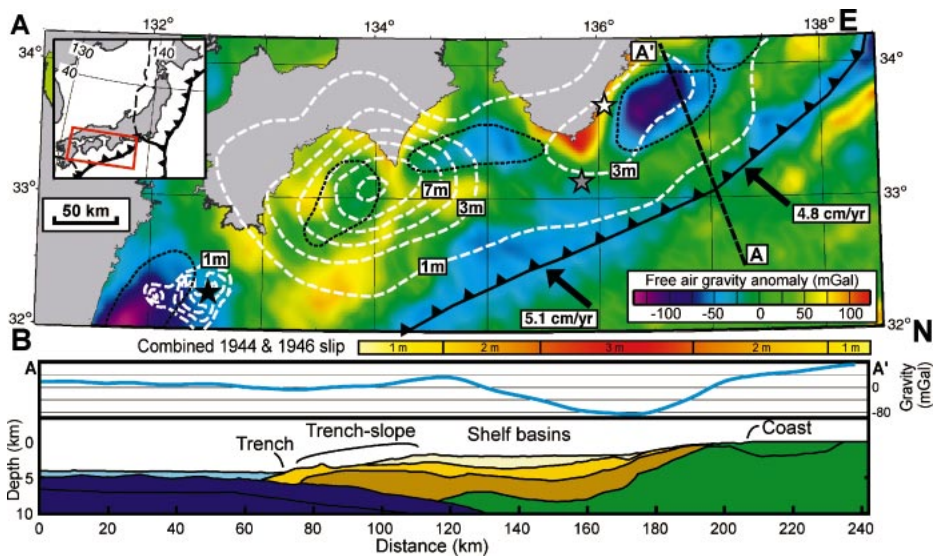 A
132
134
136
138
E
34°
34°
130
140
40
A'
33°
33°
50 km
7m
3m
3m
1m
1m
4.8 cm/yr
A
5.1 cm/yr
Free air gravity anomaly (mGal)
-100 -50 0 50 100
32°
32°
B
Combined 1944 & 1946 slip
1 m 2 m 3 m 2 m 1 m
N
A
A'
0
-80
Gravity
(mGal)
Trench
Trench-slope
Shelf basins
Coast
Depth (km)
0
5
10
0 20 40 60 80 100 120 140 160 180 200 220 240
Distance (km)